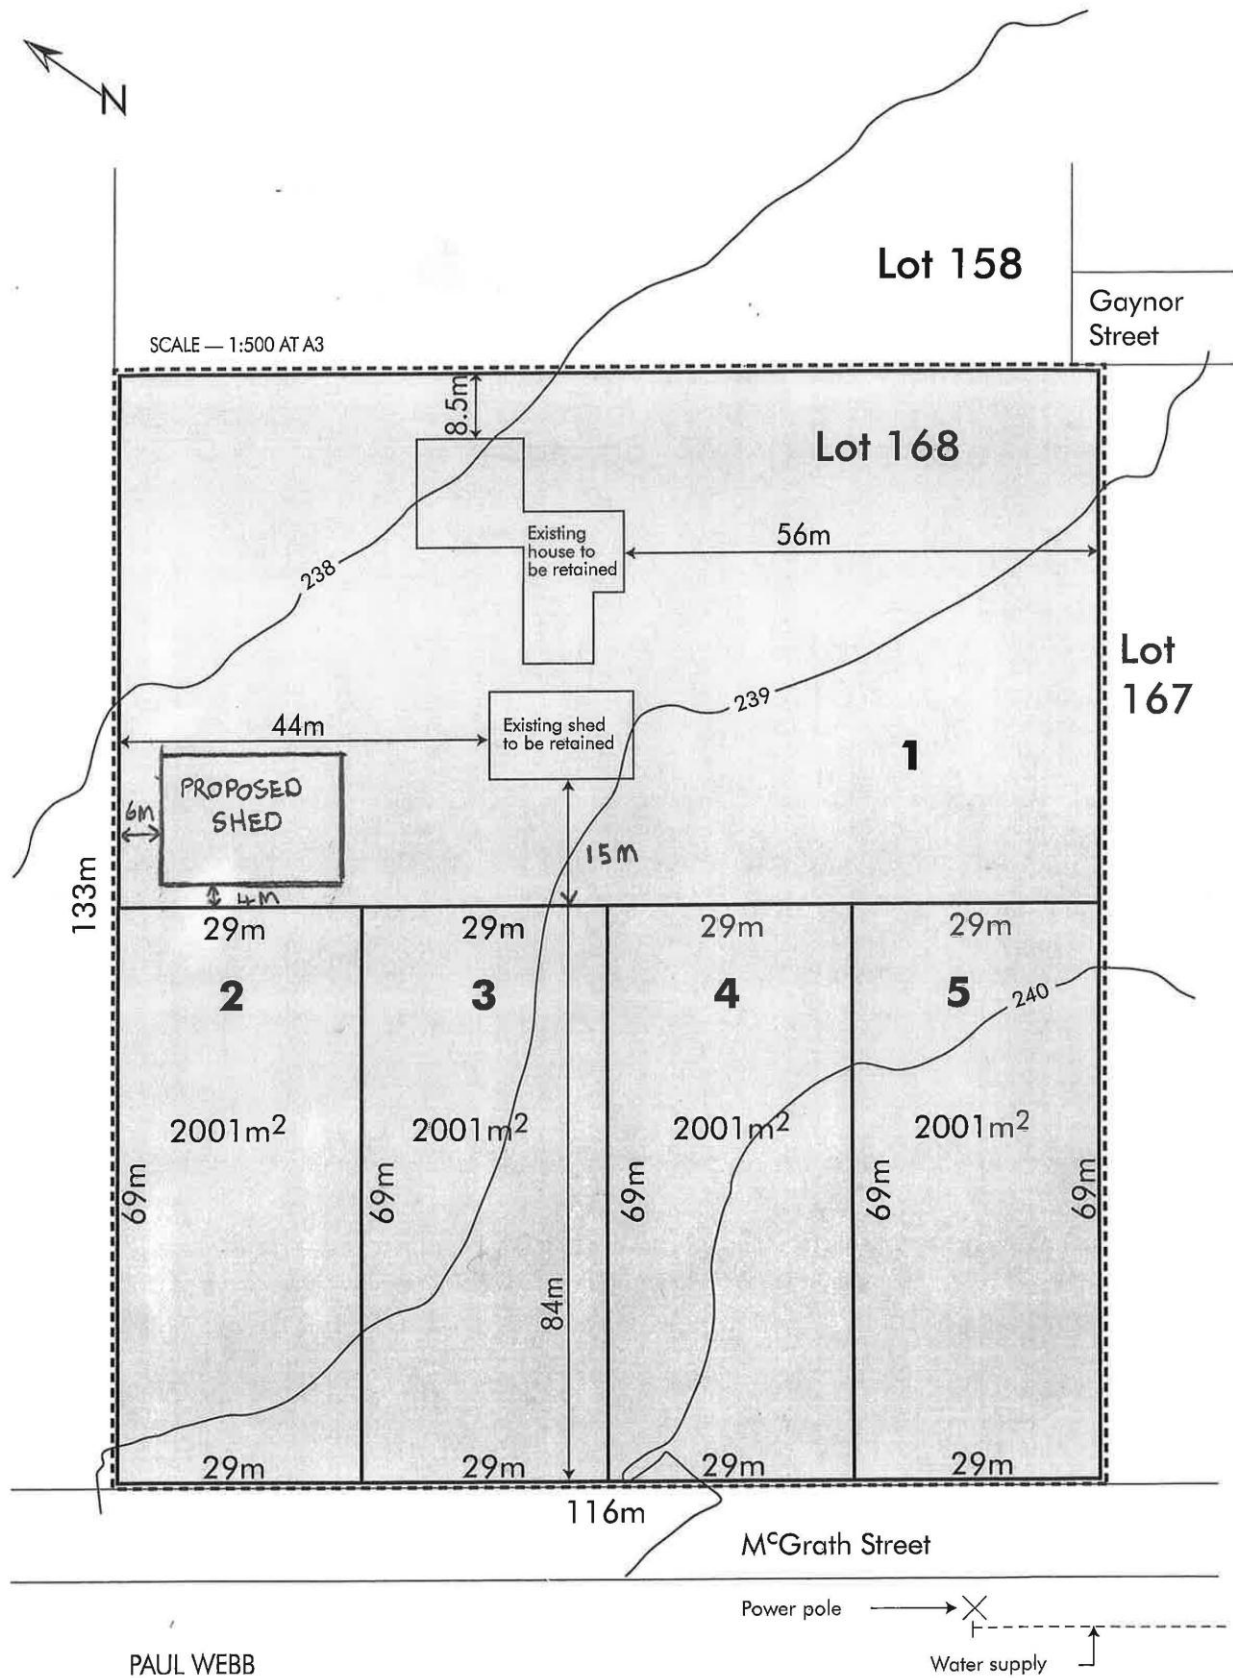 N
Lot 158
Gaynor
Street
SCALE — 1:500 AT A3
8.5m
Lot 168
Existing
house to
be retained
56m
238
Lot
167
239
44m
Existing shed
to be retained
1
PROPOSED
SHED
6m
15m
133m
4m
29m
29m
29m
29m
2
3
4
5
240
2001m²
2001m²
2001m²
2001m²
69m
69m
69m
69m
69m
84m
29m
29m
29m
29m
116m
McGrath Street
Power pole
PAUL WEBB
Water supply